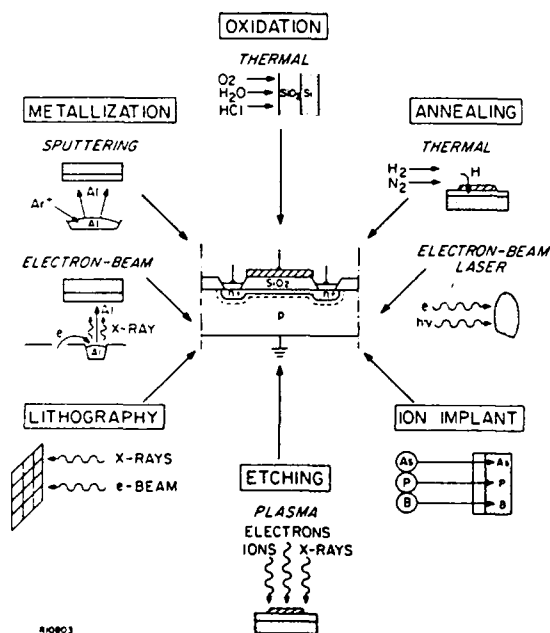 OXIDATION
THERMAL
O2
H2O
HCl
SiO2
Si
METALLIZATION
SPUTTERING
Al
Ar+
Al
ELECTRON-BEAM
Al
e
X-RAY
Al
ANNEALING
THERMAL
H2
N2
H
ELECTRON-BEAM
LASER
e
hν
SiO2
n+
n+
P
LITHOGRAPHY
X-RAYS
e-BEAM
ETCHING
PLASMA
ELECTRONS
IONS X-RAYS
ION IMPLANT
As As
P P
B B
R10803